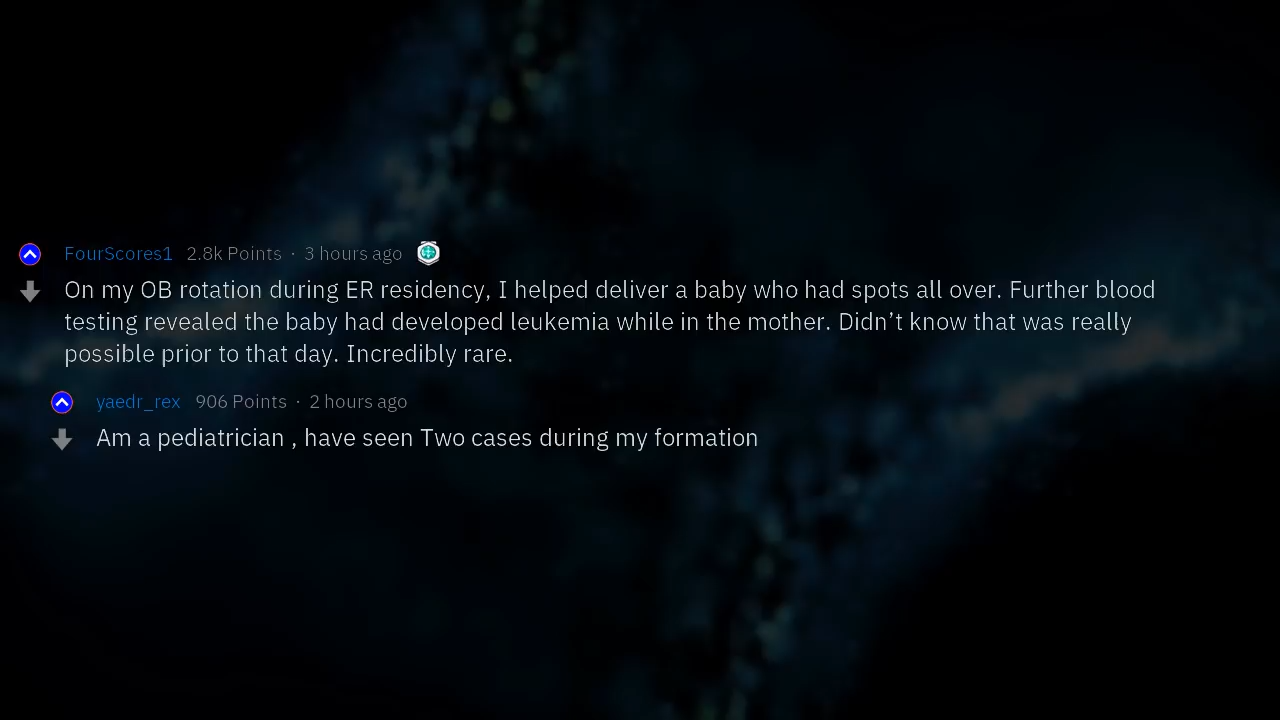 FourScores1 2.8k Points · 3 hours ago
On my OB rotation during ER residency, I helped deliver a baby who had spots all over. Further blood
testing revealed the baby had developed leukemia while in the mother. Didn’t know that was really
possible prior to that day. Incredibly rare.
yaedr_rex 906 Points · 2 hours ago
Am a pediatrician , have seen Two cases during my formation